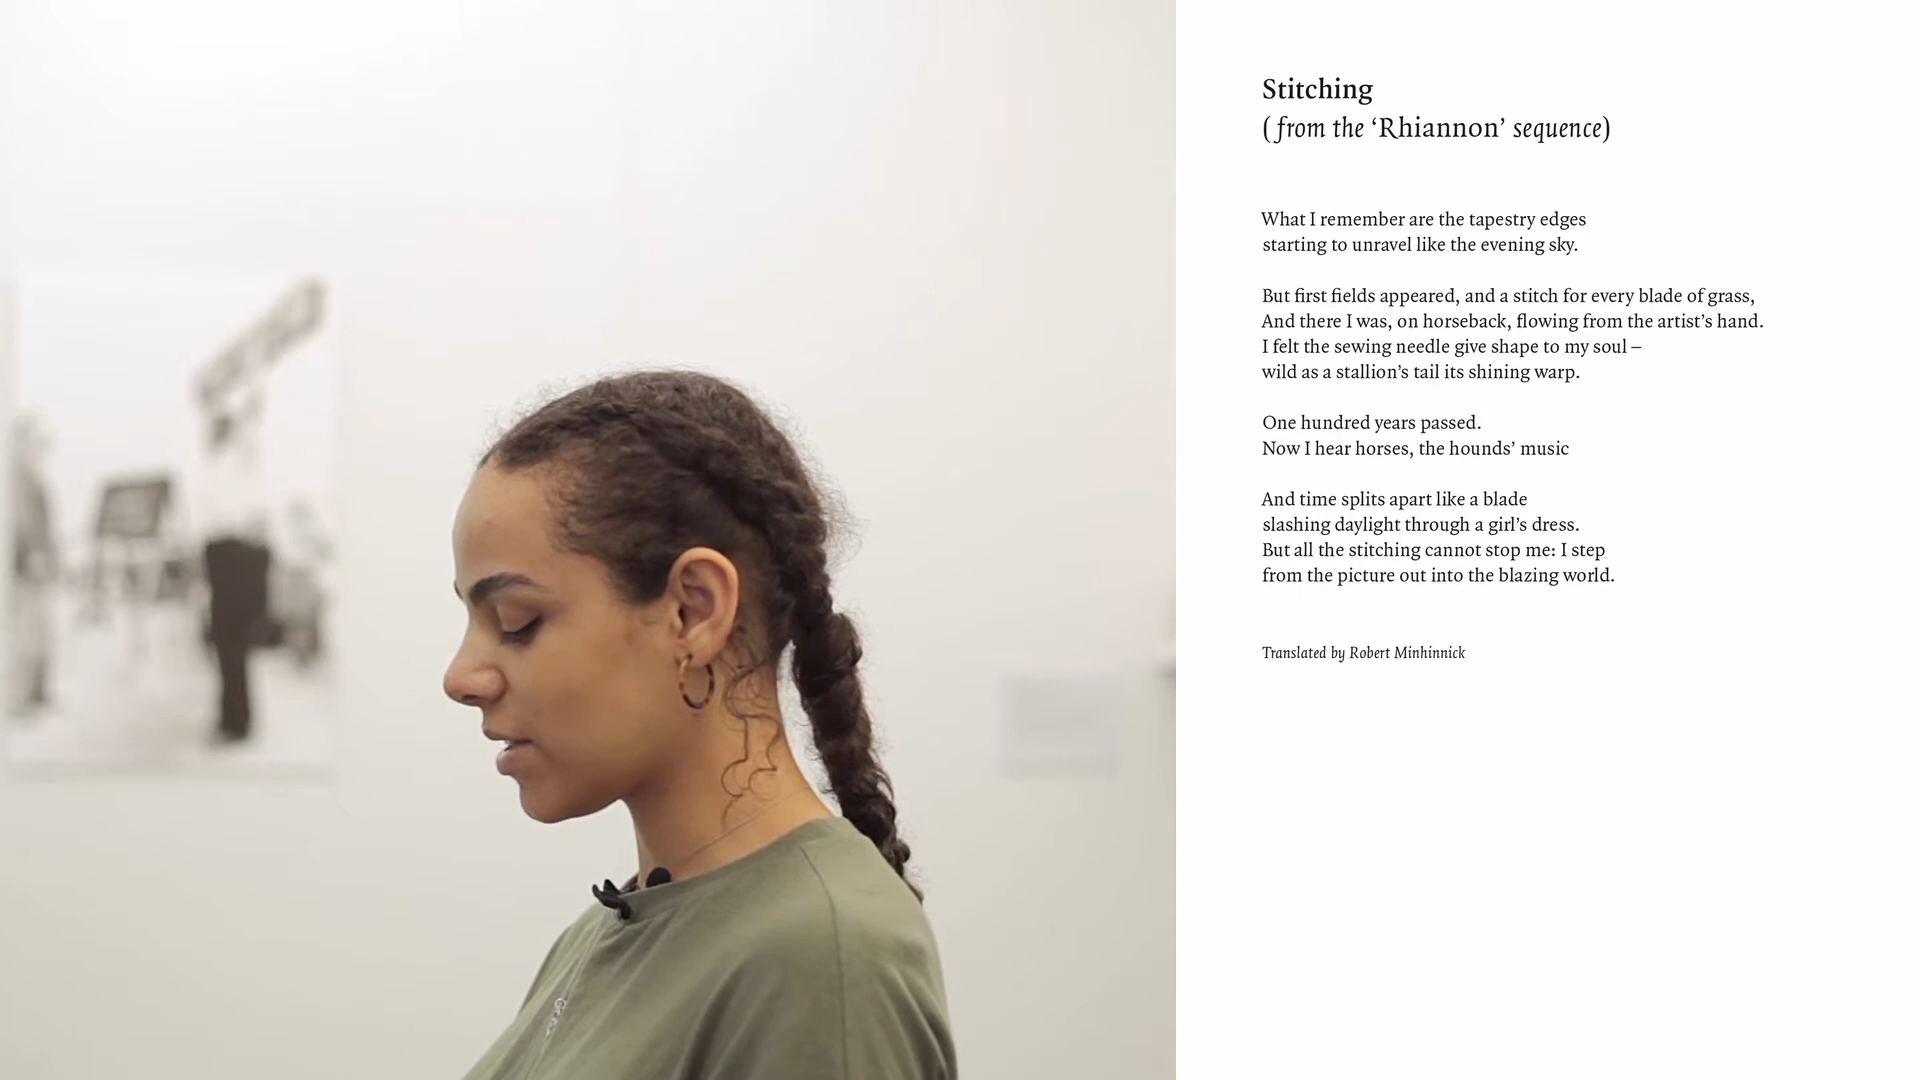 Stitching
(from the ‘Rhiannon’ sequence)
What I remember are the tapestry edges
starting to unravel like the evening sky.
But first fields appeared, and a stitch for every blade of grass,
And there I was, on horseback, flowing from the artist’s hand.
I felt the sewing needle give shape to my soul –
wild as a stallion’s tail its shining warp.
One hundred years passed.
Now I hear horses, the hounds’ music
And time splits apart like a blade
slashing daylight through a girl’s dress.
But all the stitching cannot stop me: I step
from the picture out into the blazing world.
Translated by Robert Minhinnick